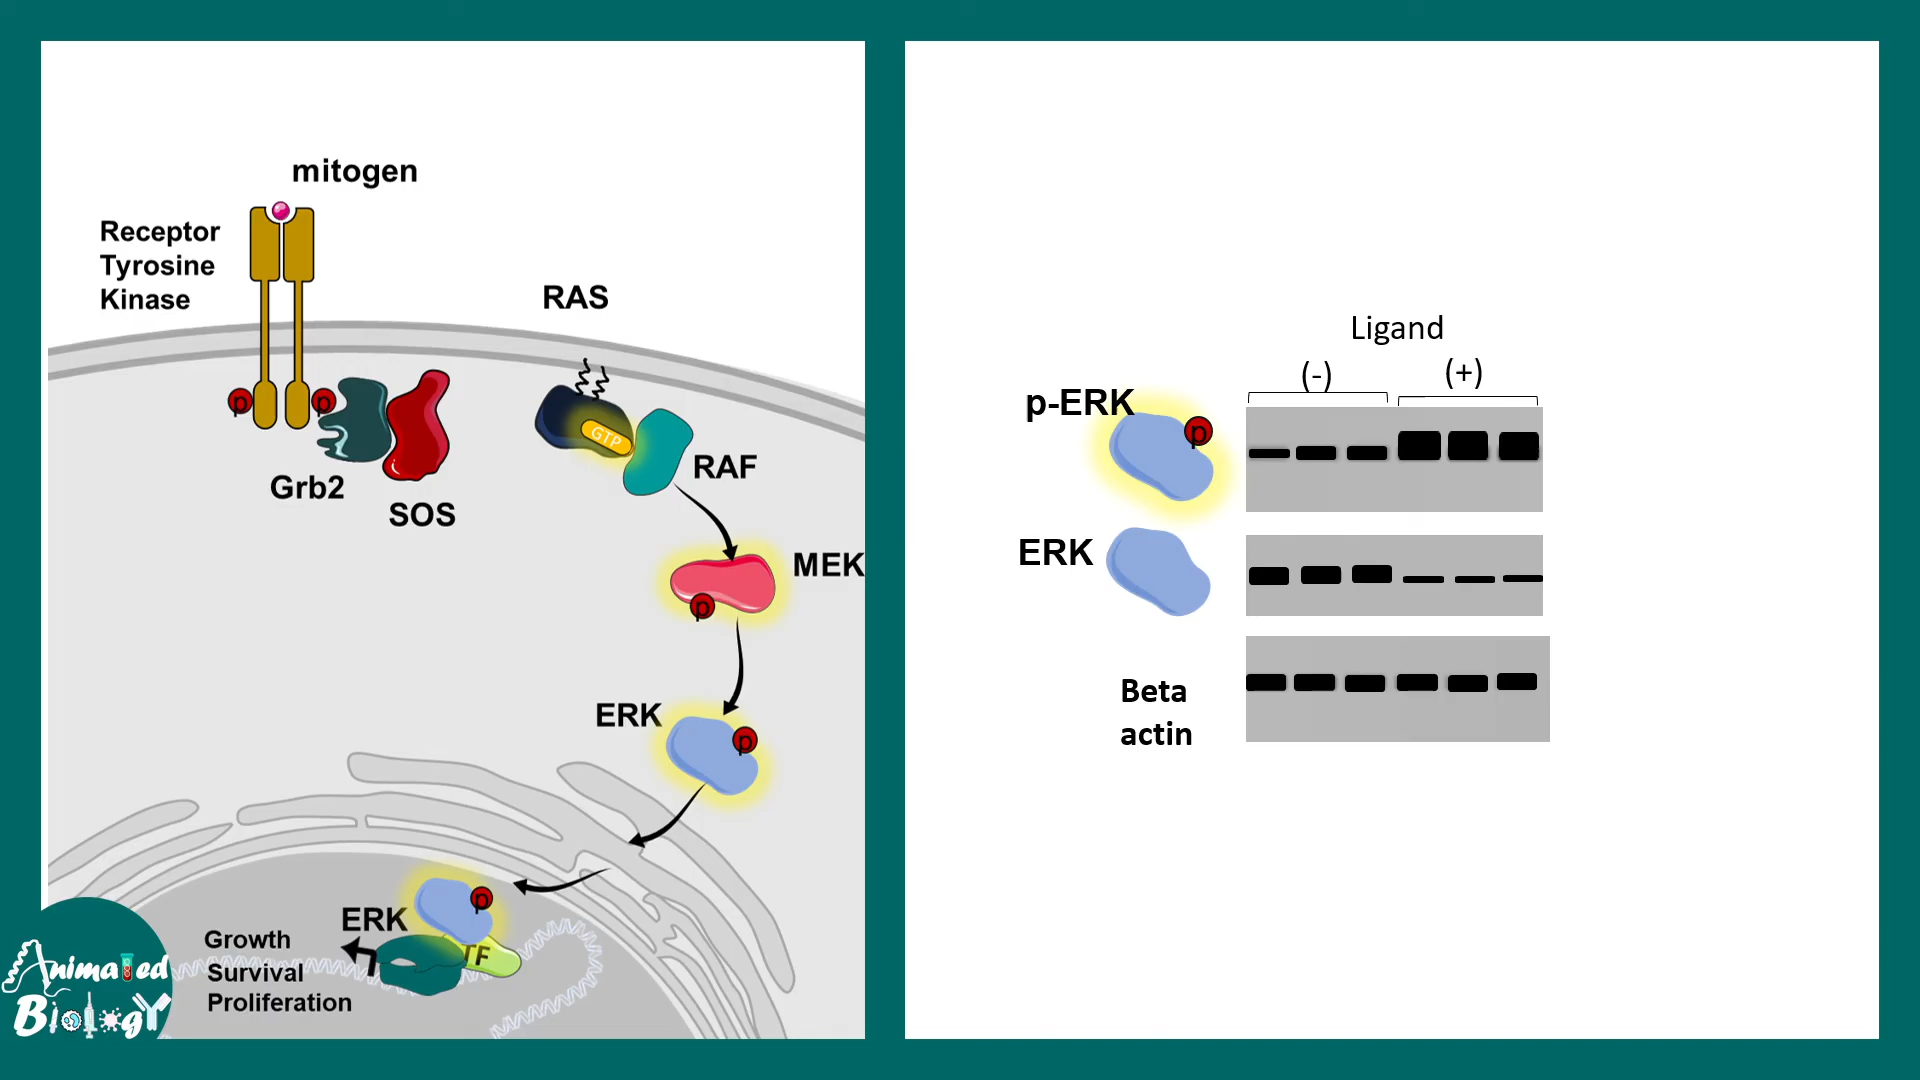 mitogen
Receptor
Tyrosine
Kinase
RAS
p
p
GTP
RAF
Grb2
SOS
MEK
p
ERK
p
ERK
p
TF
Growth
Survival
Proliferation
Animated
Biology
Ligand
(-) (+)
p-ERK
p
ERK
Beta
actin